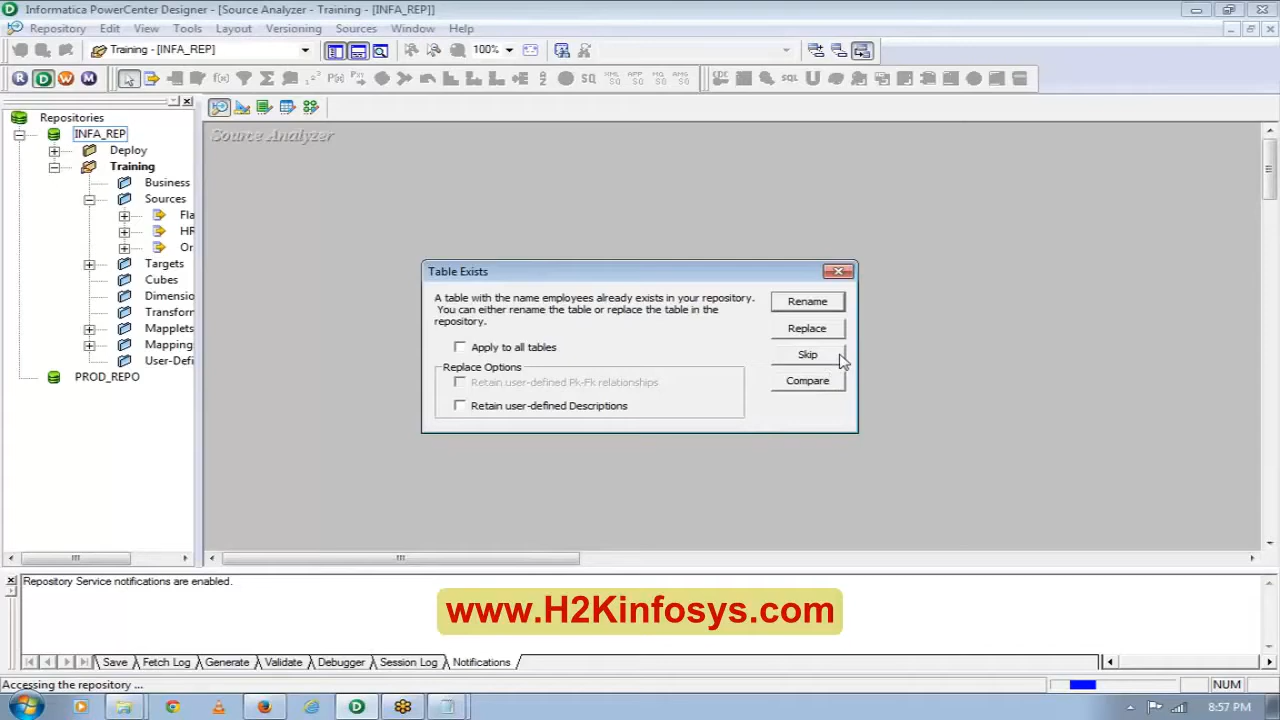 Informatica PowerCenter Designer - [Source Analyzer - Training - [INFA_REP]]
Repository Edit View Tools Layout Transformation Versioning Sources Window Help
Training - [INFA_REP]
100%
Repositories
INFA_REP
Deploy
Training
Business
Sources
Fla
HR
Or
Targets
Cubes
Dimension
Transform
Mapplets
Mapping
User-Defi
PROD_REPO
Source Analyzer
Table Exists
A table with the name employees already exists in your repository.
You can either rename the table or replace the table in the
repository.
Apply to all tables
Replace Options
Retain user-defined Pk-Fk relationships
Retain user-defined Descriptions
Rename
Replace
Skip
Compare
Repository Service notifications are enabled.
www.H2Kinfosys.com
Save Fetch Log Generate Validate Debugger Session Log Notifications
Accessing the repository ...
NUM
8:57 PM